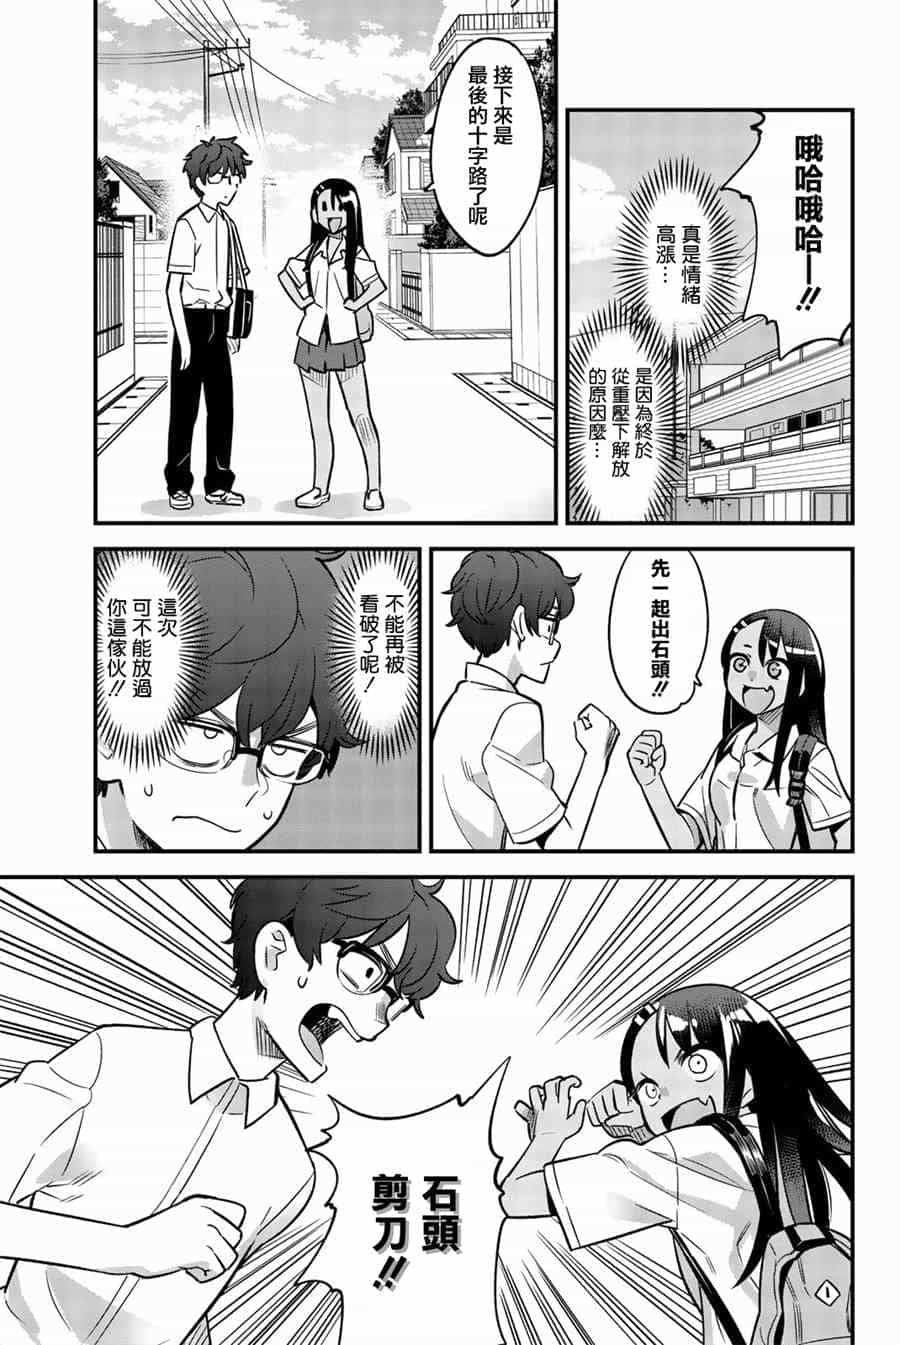 哦哈哦哈—!!
真是情緒
高漲…
是因為終於
從重壓下解放
的原因麼…
接下來是
最後的十字路了呢
先一起出石頭!!
不能再被
看破了呢!
這次
可不能放過
你這傢伙!!
石頭
剪刀!!